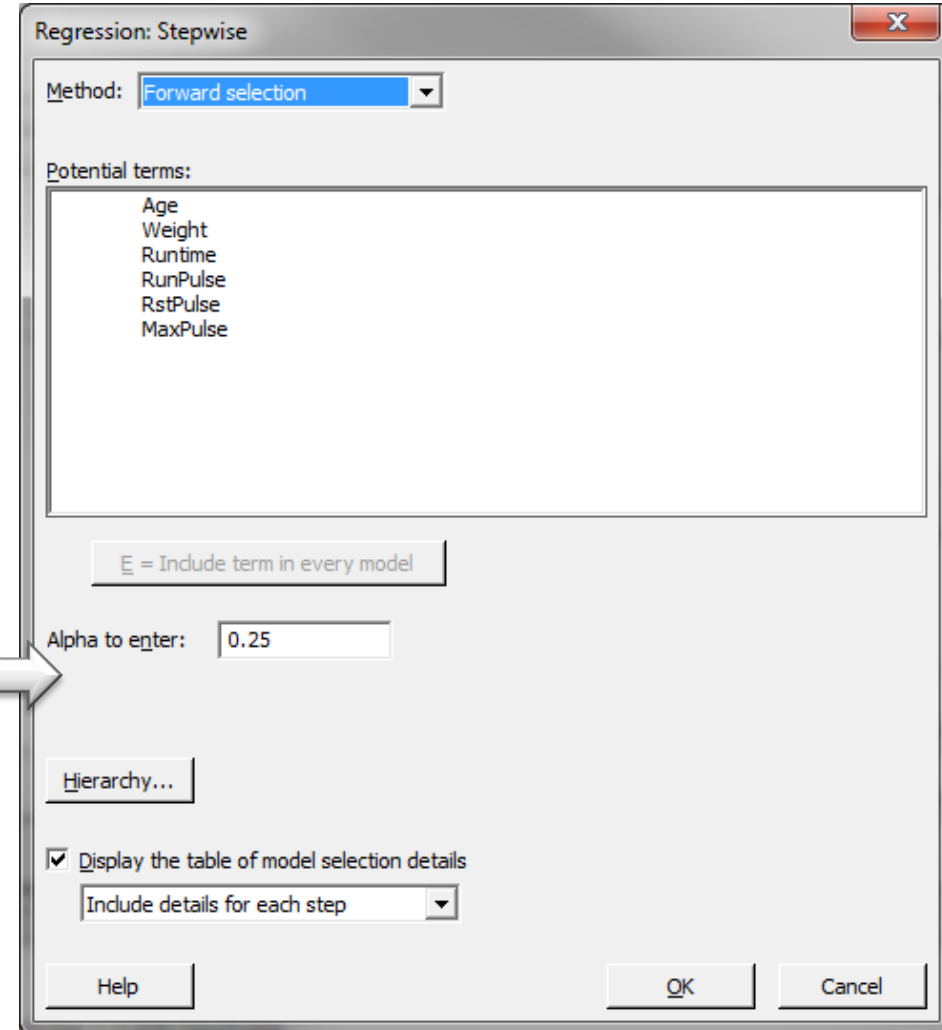 Regression: Stepwise
Method: Forward selection
Potential terms:
Age
Weight
Runtime
RunPulse
RstPulse
MaxPulse
E = Include term in every model
Alpha to enter: 0.25
Hierarchy...
Display the table of model selection details
Include details for each step
Help OK Cancel